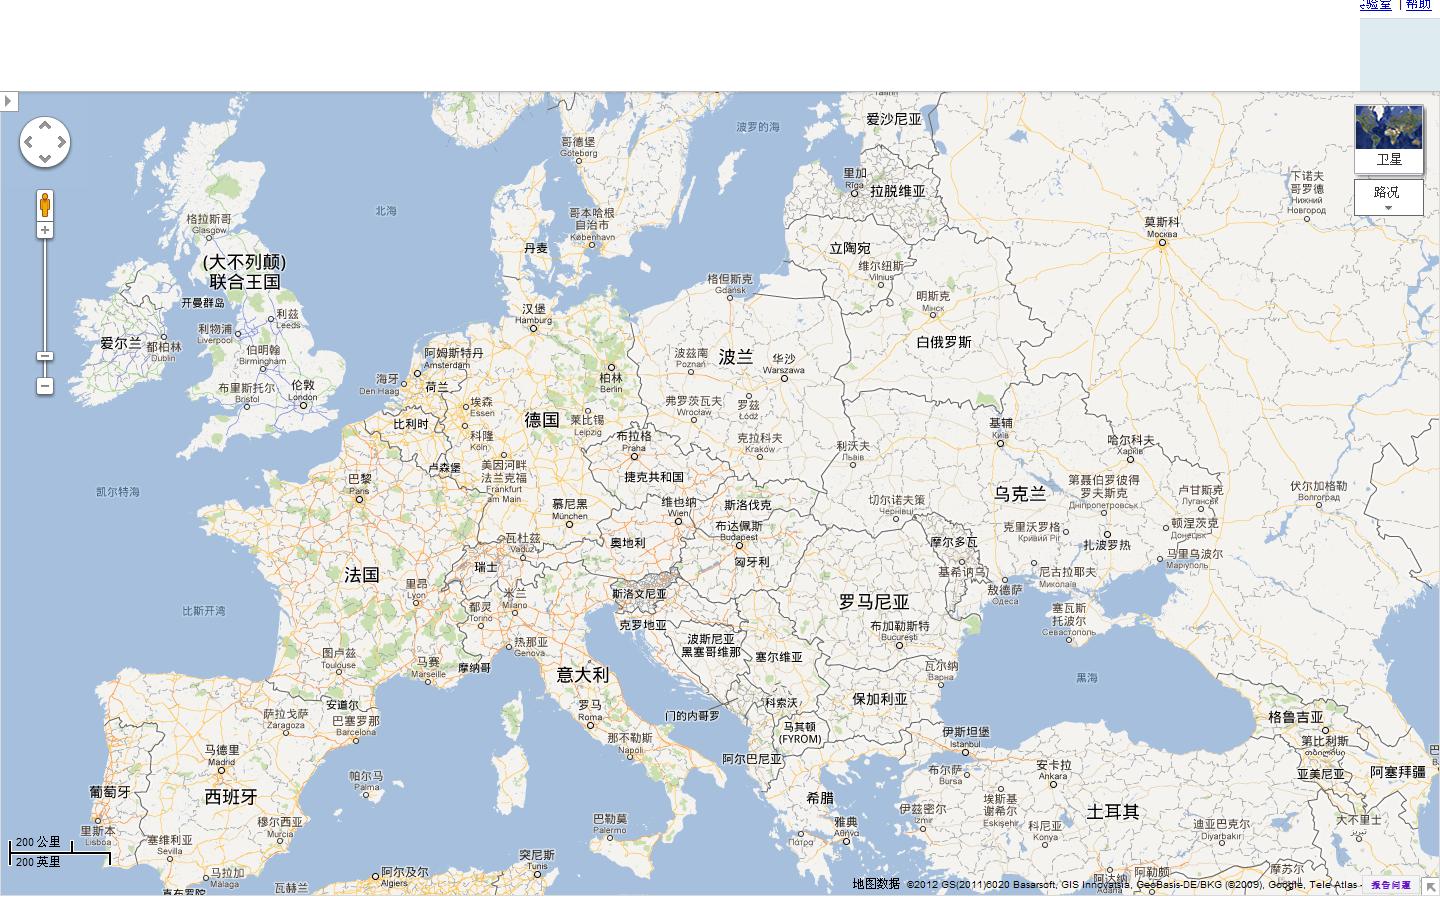 验室 | 帮助
爱沙尼亚
波罗的海
哥德堡
Göteborg
卫星
里加
Rīga
拉脱维亚
下诺夫
哥罗德
Нижний
Новгород
路况
北海
格拉斯哥
Glasgow
哥本哈根
自治市
København
莫斯科
Москва
丹麦
立陶宛
维尔纽斯
Vilnius
(大不列颠)
联合王国
格但斯克
Gdańsk
开曼群岛
明斯克
Мінск
汉堡
Hamburg
利兹
Leeds
利物浦
Liverpool
爱尔兰
都柏林
Dublin
白俄罗斯
伯明翰
Birmingham
阿姆斯特丹
Amsterdam
波兹南
Poznań
波兰
华沙
Warszawa
海牙
Den Haag
荷兰
柏林
Berlin
布里斯托尔
Bristol
伦敦
London
埃森
Essen
弗罗茨瓦夫
Wrocław
罗兹
Łódź
德国
莱比锡
Leipzig
比利时
基辅
Київ
科隆
Köln
布拉格
Praha
克拉科夫
Kraków
利沃夫
Львів
哈尔科夫
Харків
卢森堡
美因河畔
法兰克福
Frankfurt
am Main
捷克共和国
巴黎
Paris
第聂伯罗彼得
罗夫斯克
Дніпропетровськ
卢甘斯克
Луганськ
伏尔加格勒
Волгоград
凯尔特海
乌克兰
慕尼黑
München
维也纳
Wien
斯洛伐克
切尔诺夫策
Чернівці
布达佩斯
Budapest
克里沃罗格
Кривий Ріг
顿涅茨克
Донецьк
瓦杜兹
Vaduz
奥地利
摩尔多瓦
扎波罗热
马里乌波尔
Маріуполь
瑞士
匈牙利
法国
基希讷乌
尼古拉耶夫
Миколаїв
里昂
Lyon
米兰
Milano
斯洛文尼亚
罗马尼亚
敖德萨
Одеса
比斯开湾
都灵
Torino
克罗地亚
塞瓦斯
托波尔
Севастополь
布加勒斯特
București
热那亚
Genova
波斯尼亚
黑塞哥维那
塞尔维亚
图卢兹
Toulouse
马赛
Marseille
摩纳哥
意大利
瓦尔纳
Варна
黑海
安道尔
科索沃
保加利亚
萨拉戈萨
Zaragoza
巴塞罗那
Barcelona
罗马
Roma
门的内哥罗
格鲁吉亚
马其顿
(FYROM)
伊斯坦堡
İstanbul
那不勒斯
Napoli
第比利斯
თბილისი
马德里
Madrid
阿尔巴尼亚
布尔萨
Bursa
安卡拉
Ankara
亚美尼亚
阿塞拜疆
帕尔马
Palma
葡萄牙
西班牙
希腊
埃斯基
谢希尔
Eskişehir
伊兹密尔
İzmir
土耳其
穆尔西亚
Murcia
巴勒莫
Palermo
雅典
Αθήνα
Πάτρα
科尼亚
Konya
迪亚巴克尔
Diyarbakır
大不里士
تبریز
里斯本
Lisboa
塞维利亚
Sevilla
200 公里
200 英里
突尼斯
Tunis
马拉加
Málaga
阿尔及尔
Algiers
瓦赫兰
直布罗陀
阿达纳
Adana
阿勒颇
摩苏尔
地图数据 ©2012 GS(2011)6020 Basarsoft, GIS Innovatsia, GeoBasis-DE/BKG (©2009), Google, Tele Atlas -
报告问题